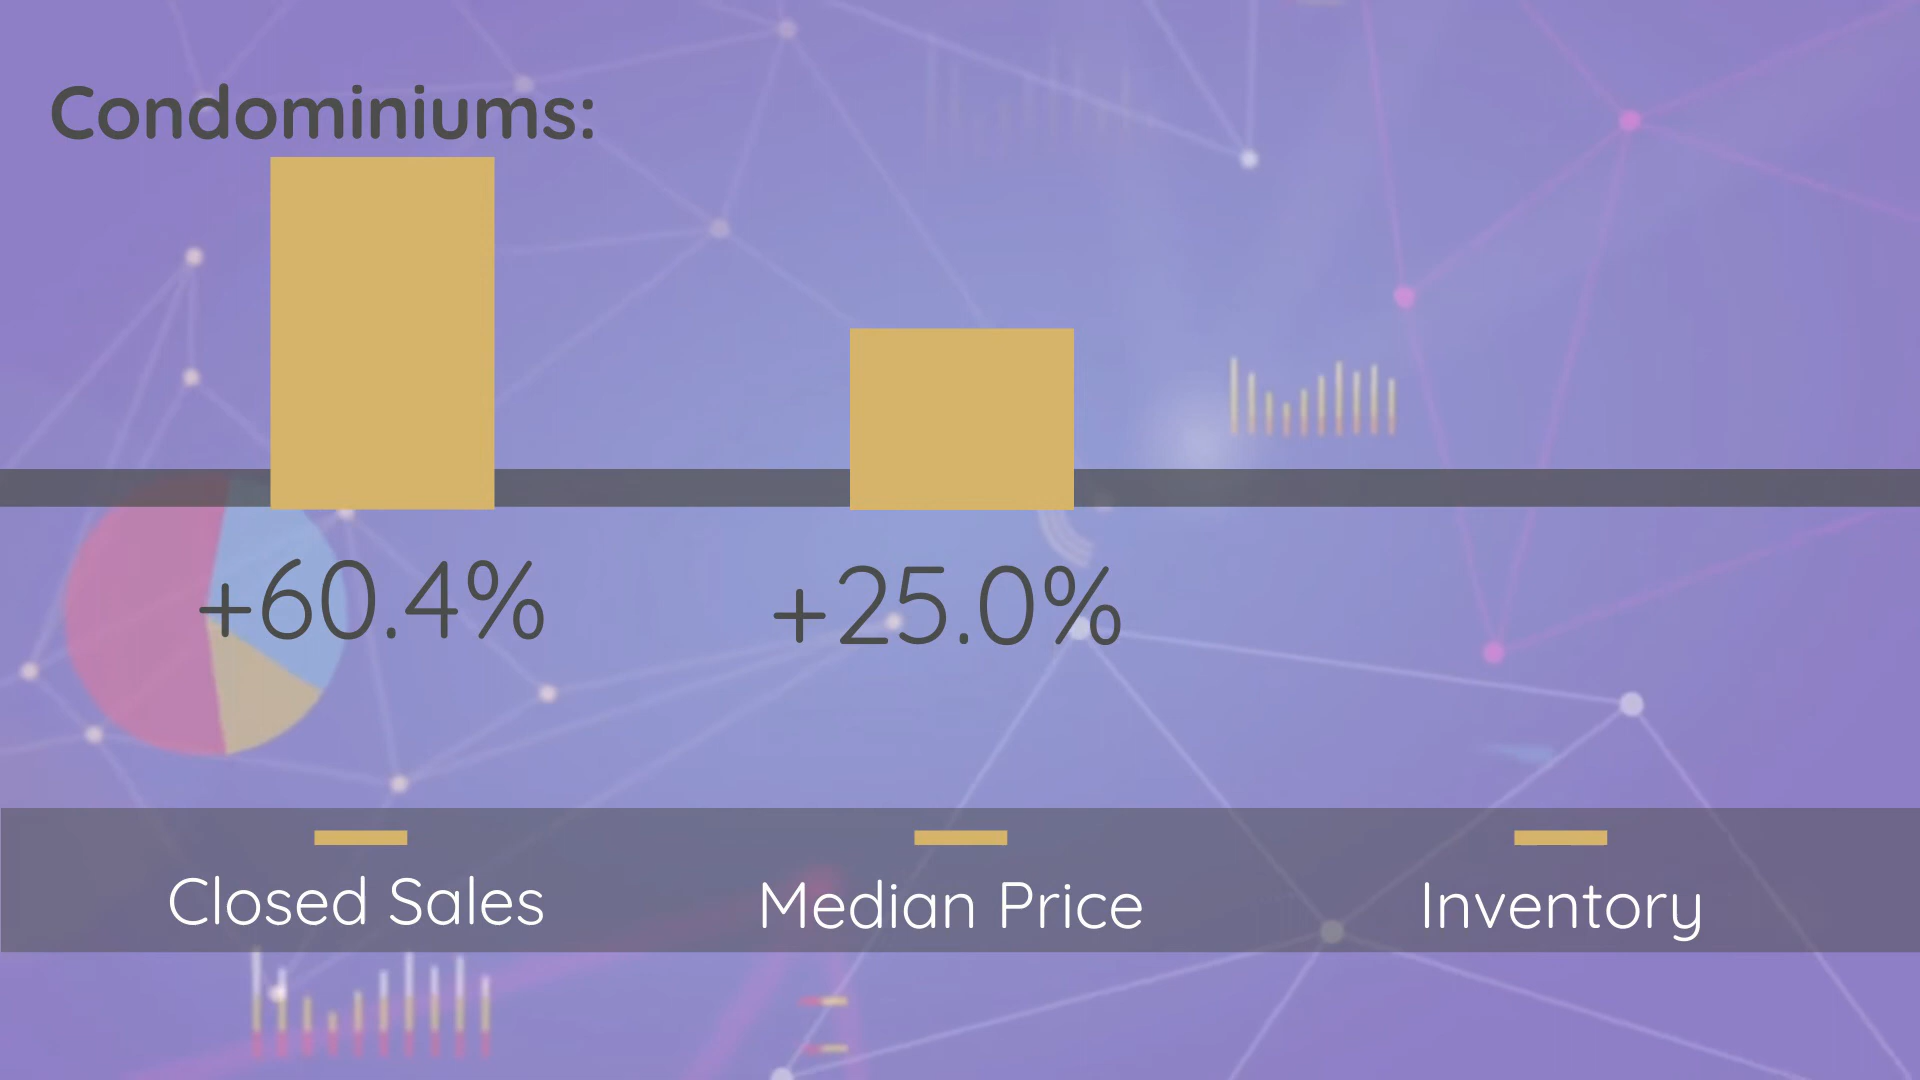 Condominiums:
+60.4%
+25.0%
Closed Sales
Median Price
Inventory